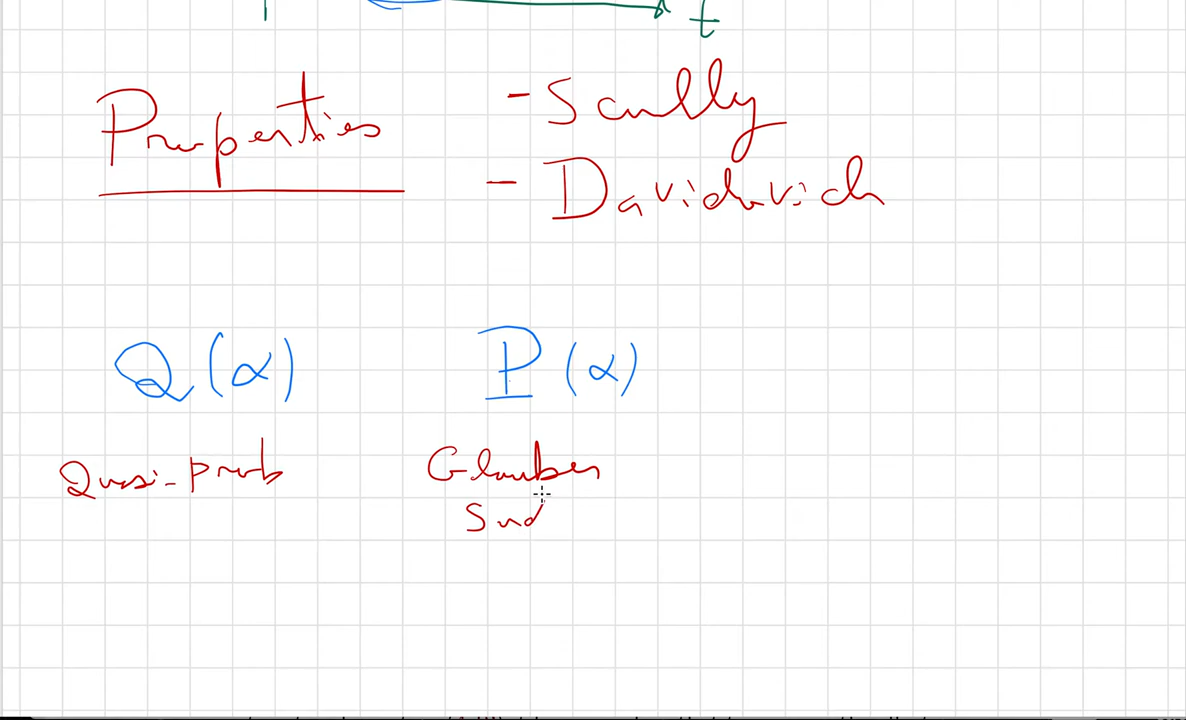 t
Properties
- Scully
- Davidovich
Q(α) P(α)
Quasi-Prob Glauber
Sud